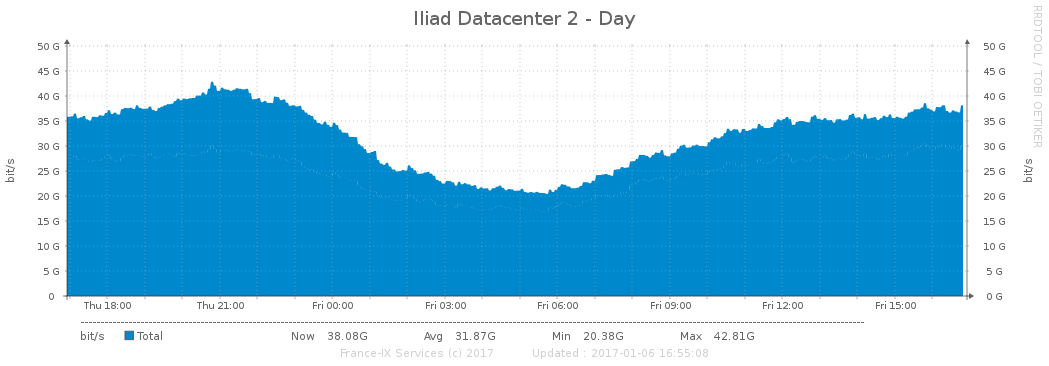 Iliad Datacenter 2 - Day
RRDTOOL / TOBI OETIKER
50 G 50 G
45 G 45 G
40 G 40 G
35 G 35 G
30 G 30 G
25 G 25 G
20 G 20 G
15 G 15 G
10 G 10 G
5 G 5 G
0 0 G
bit/s bit/s
Thu 18:00 Thu 21:00 Fri 00:00 Fri 03:00 Fri 06:00 Fri 09:00 Fri 12:00 Fri 15:00
bit/s Total Now 38.08G Avg 31.87G Min 20.38G Max 42.81G
France-IX Services (c) 2017 Updated : 2017-01-06 16:55:08